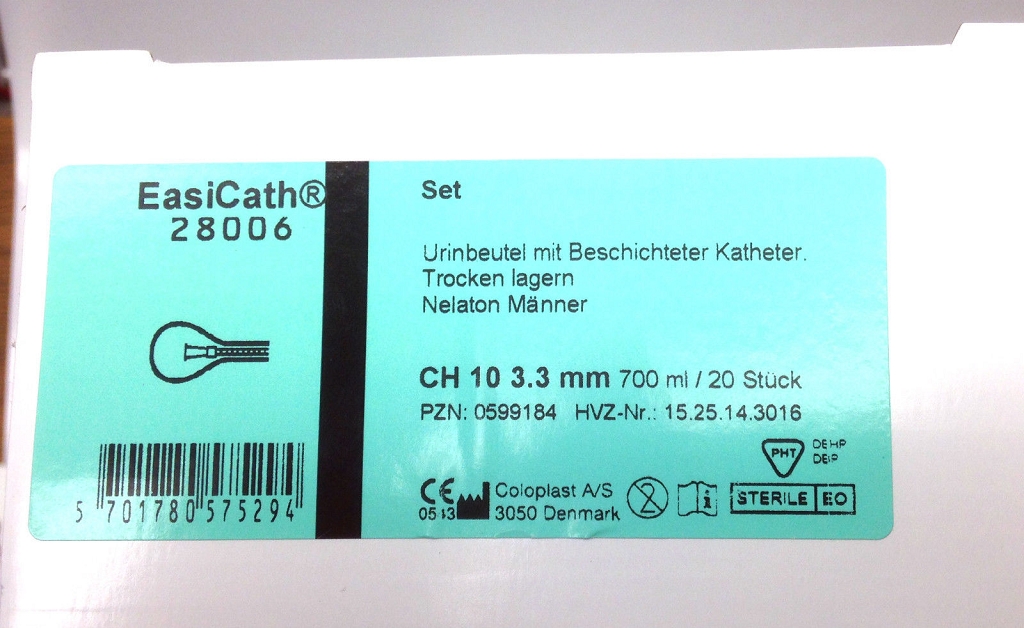 EasiCath®
28006
5 701780 575294
Set
Urinbeutel mit Beschichteter Katheter.
Trocken lagern
Nelaton Männer
CH 10 3.3 mm 700 ml / 20 Stück
PZN: 0599184 HVZ-Nr.: 15.25.14.3016
PHT DEHP
CE Coloplast A/S 2 i STERILE EO
3050 Denmark